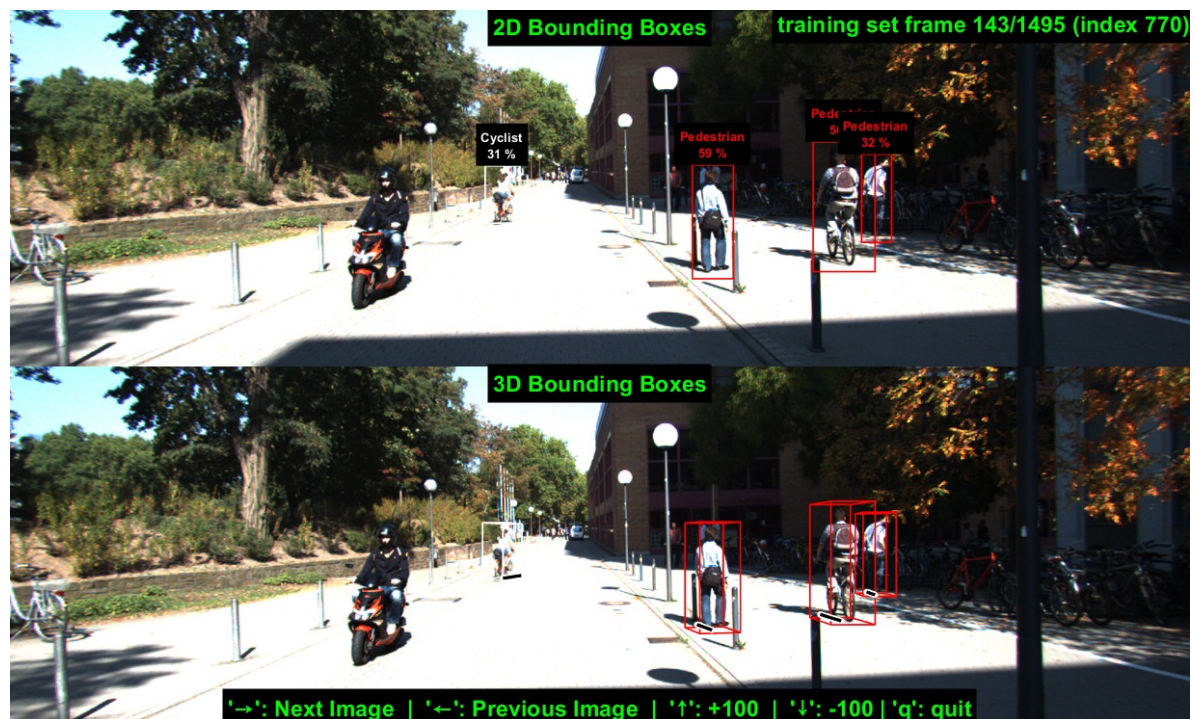 2D Bounding Boxes
training set frame 143/1495 (index 770)
Cyclist
31 %
Pedestrian
59 %
Pedestrian
32 %
3D Bounding Boxes
'→': Next Image | '←': Previous Image | '↑': +100 | '↓': -100 | 'q': quit